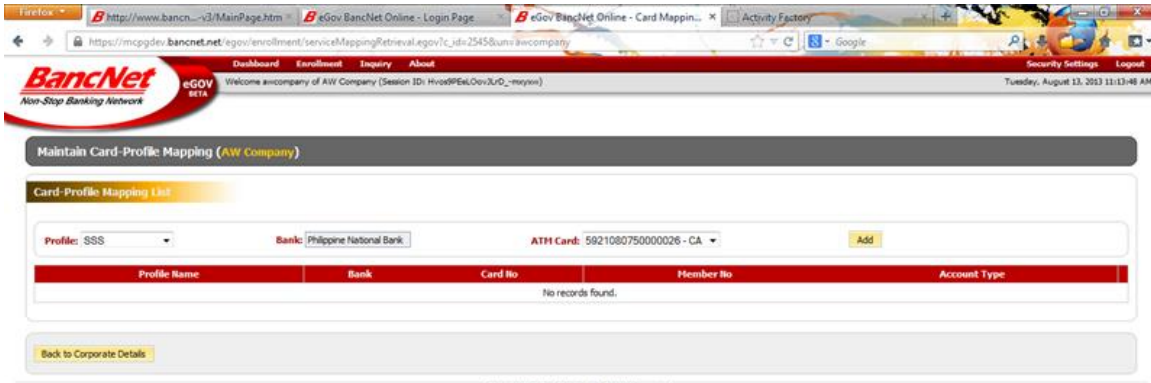 Firefox
http://www.bancn...-v3/MainPage.htm
eGov BancNet Online - Login Page
eGov BancNet Online - Card Mappin...
Activity Factory
https://mcpgdev.bancnet.net/egov/enrollment/serviceMappingRetrieval.egov?c_id=2545&un=awcompany
Google
BancNet
Non-Stop Banking Network
eGOV
BETA
Dashboard Enrollment Inquiry About
Security Settings Logout
Welcome awcompany of AW Company (Session ID:
Tuesday, August 13, 2013 11:13:48 AM
Maintain Card-Profile Mapping (AW Company)
Card-Profile Mapping List
Profile: SSS Bank: Philippine National Bank ATM Card: 5921080750000026 - CA Add
Profile Name Bank Card No Member No Account Type
No records found.
Back to Corporate Details